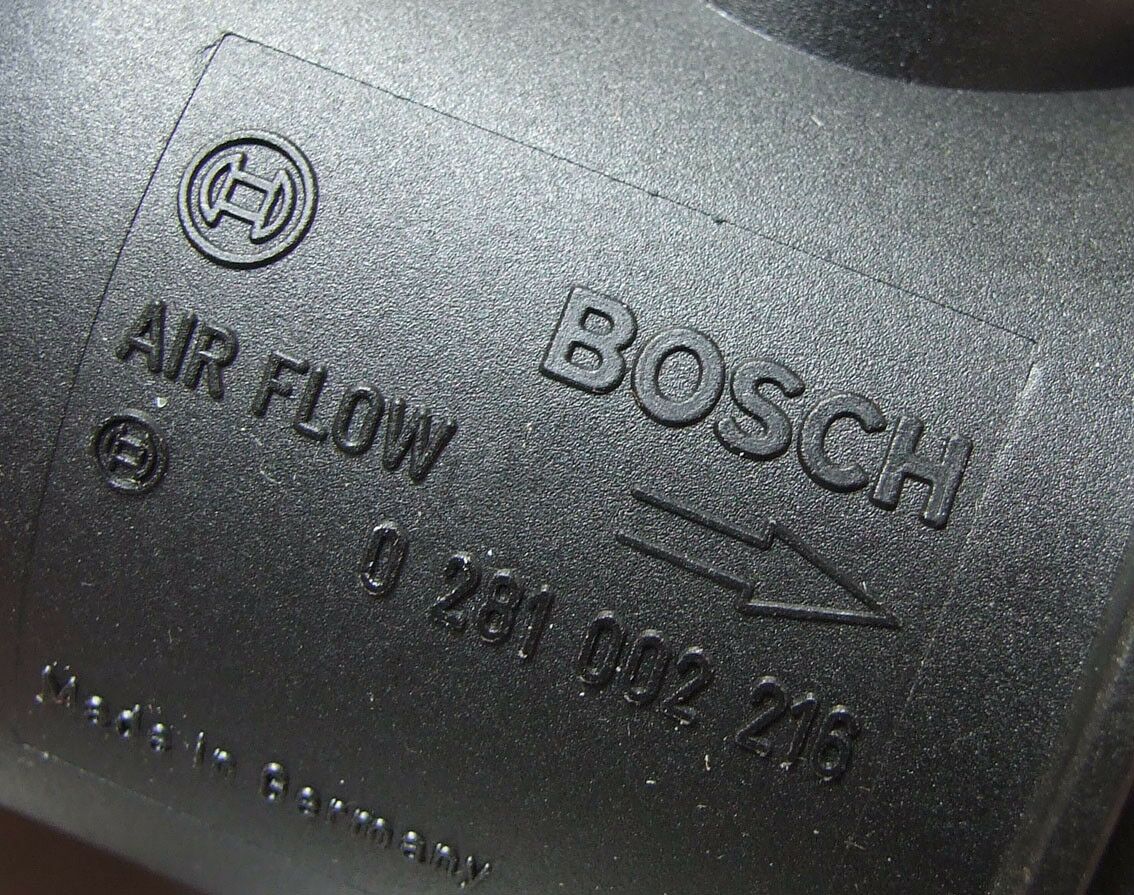 BOSCH
AIR FLOW
0 281 002 216
Made in Germany